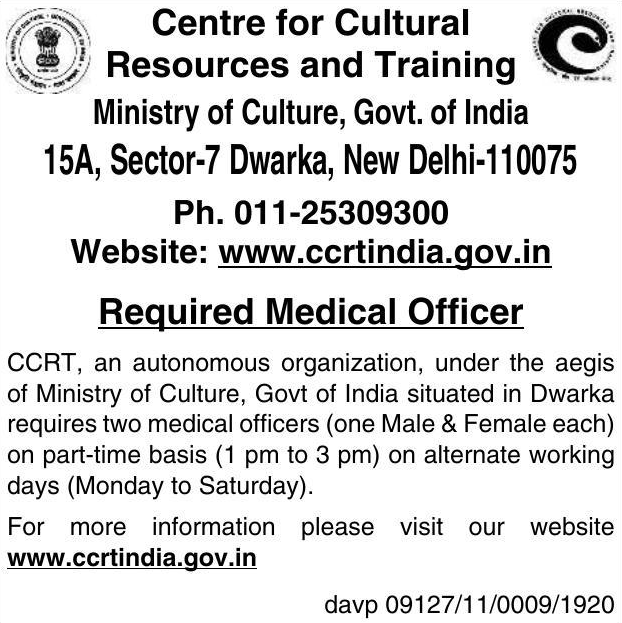 Centre for Cultural
Resources and Training
Ministry of Culture, Govt. of India
15A, Sector-7 Dwarka, New Delhi-110075
Ph. 011-25309300
Website: www.ccrtindia.gov.in
Required Medical Officer
CCRT, an autonomous organization, under the aegis
of Ministry of Culture, Govt of India situated in Dwarka
requires two medical officers (one Male & Female each)
on part-time basis (1 pm to 3 pm) on alternate working
days (Monday to Saturday).
For more information please visit our website
www.ccrtindia.gov.in
davp 09127/11/0009/1920